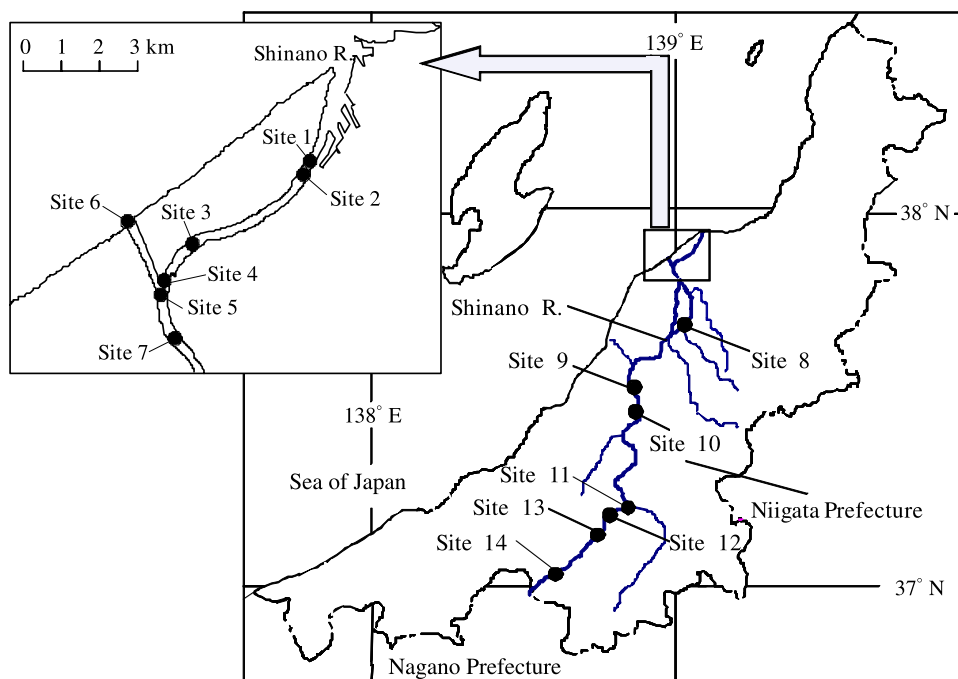 0 1 2 3 km
Shinano R.
139° E
Site 1
Site 2
Site 6
Site 3
38° N
Site 4
Site 5
Shinano R.
Site 7
Site 9
Site 8
138° E
Site 10
Site 11
Sea of Japan
Site 13
Niigata Prefecture
Site 14
Site 12
37° N
Nagano Prefecture